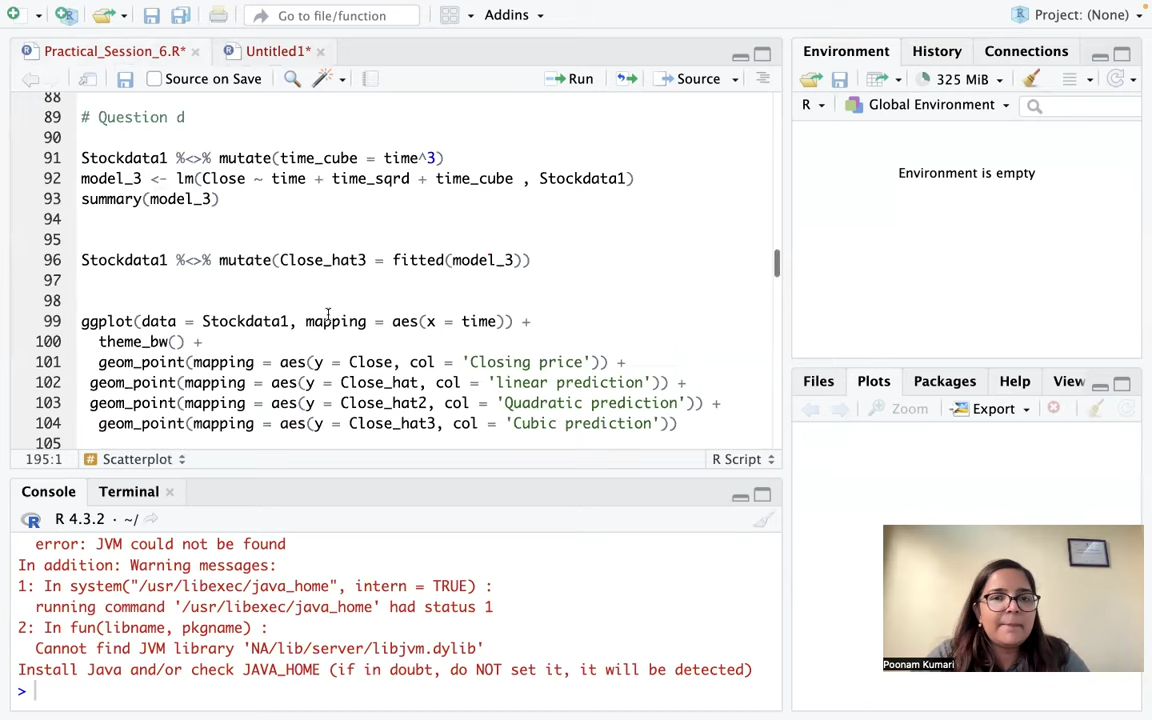 Go to file/function
Addins
Project: (None)
Practical_Session_6.R*
Untitled1*
Source on Save
Run
Source
88
89 # Question d
90
91 Stockdata1 %<>% mutate(time_cube = time^3)
92 model_3 <- lm(Close ~ time + time_sqrd + time_cube , Stockdata1)
93 summary(model_3)
94
95
96 Stockdata1 %<>% mutate(Close_hat3 = fitted(model_3))
97
98
99 ggplot(data = Stockdata1, mapping = aes(x = time)) +
100 theme_bw() +
101 geom_point(mapping = aes(y = Close, col = 'Closing price')) +
102 geom_point(mapping = aes(y = Close_hat, col = 'linear prediction')) +
103 geom_point(mapping = aes(y = Close_hat2, col = 'Quadratic prediction')) +
104 geom_point(mapping = aes(y = Close_hat3, col = 'Cubic prediction'))
105
195:1 # Scatterplot
R Script
Console
Terminal
R 4.3.2 · ~/
error: JVM could not be found
In addition: Warning messages:
1: In system("/usr/libexec/java_home", intern = TRUE) :
running command '/usr/libexec/java_home' had status 1
2: In fun(libname, pkgname) :
Cannot find JVM library 'NA/lib/server/libjvm.dylib'
Install Java and/or check JAVA_HOME (if in doubt, do NOT set it, it will be detected)
>
Environment
History
Connections
325 MiB
R
Global Environment
Environment is empty
Files
Plots
Packages
Help
View
Zoom
Export
Poonam Kumari